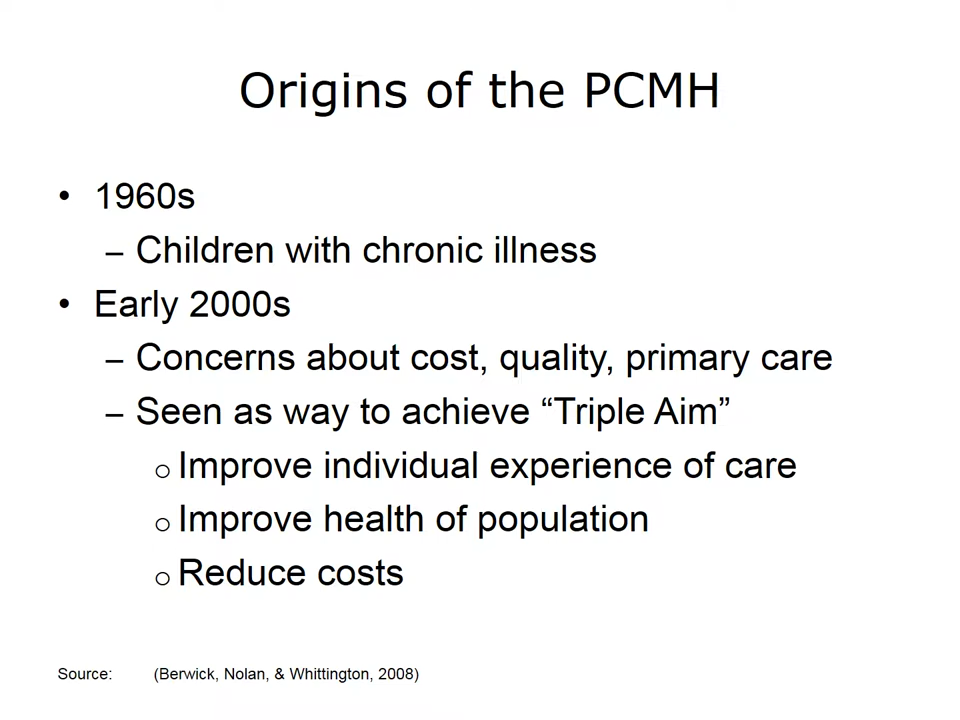 Origins of the PCMH
• 1960s
– Children with chronic illness
• Early 2000s
– Concerns about cost, quality, primary care
– Seen as way to achieve “Triple Aim”
o Improve individual experience of care
o Improve health of population
o Reduce costs
Source: (Berwick, Nolan, & Whittington, 2008)